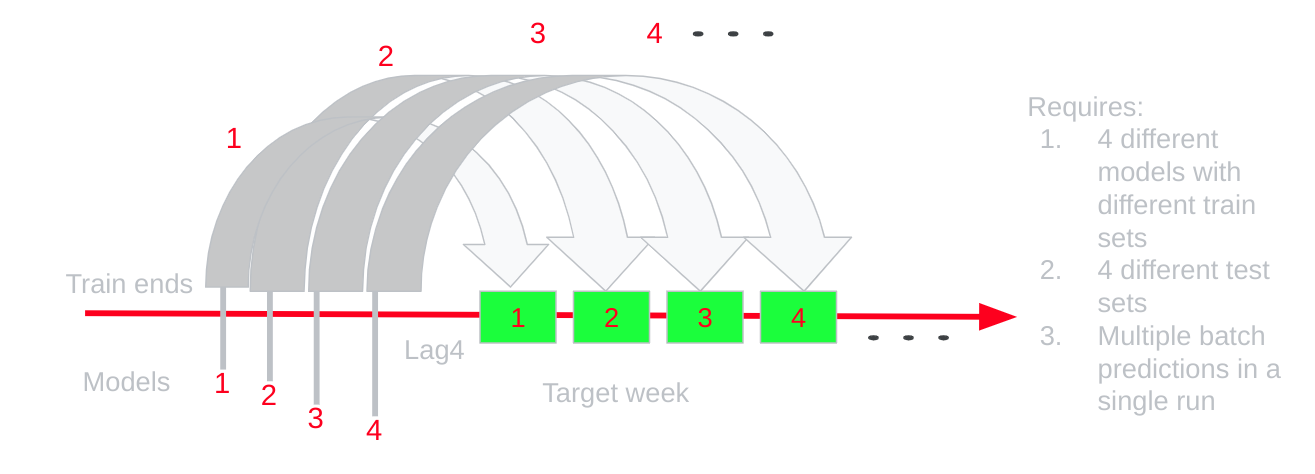 3
4
2
1
Requires:
1. 4 different
models with
different train
sets
2. 4 different test
sets
3. Multiple batch
predictions in a
single run
Train ends
1 2 3 4
Lag4
Models
1
2
3
4
Target week